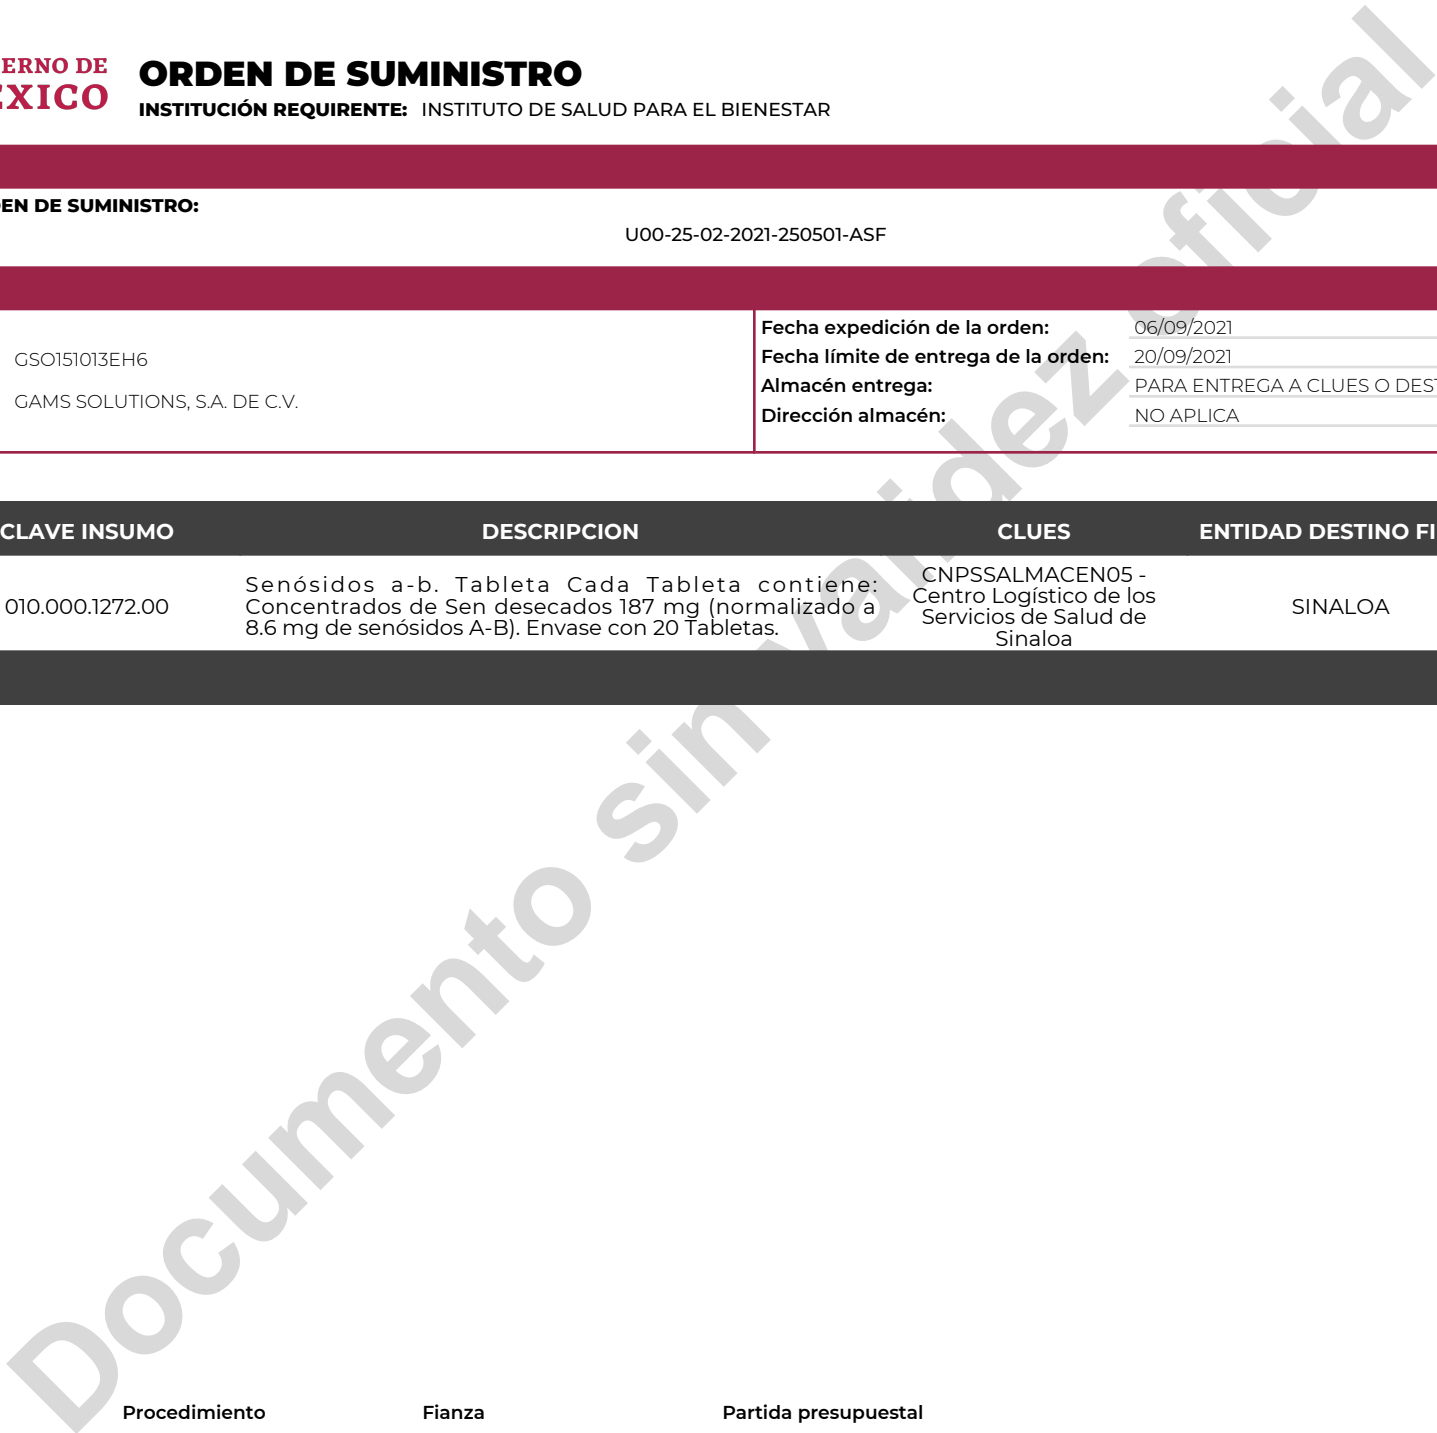 ERNO DE
EXICO
ORDEN DE SUMINISTRO
INSTITUCIÓN REQUIRENTE: INSTITUTO DE SALUD PARA EL BIENESTAR
EN DE SUMINISTRO:
U00-25-02-2021-250501-ASF
GSO151013EH6
GAMS SOLUTIONS, S.A. DE C.V.
Fecha expedición de la orden: 06/09/2021
Fecha límite de entrega de la orden: 20/09/2021
Almacén entrega: PARA ENTREGA A CLUES O DEST
Dirección almacén: NO APLICA
CLAVE INSUMO DESCRIPCION CLUES ENTIDAD DESTINO FI
010.000.1272.00
Senósidos a-b. Tableta Cada Tableta contiene:
Concentrados de Sen desecados 187 mg (normalizado a
8.6 mg de senósidos A-B). Envase con 20 Tabletas.
CNPSSALMACEN05 -
Centro Logístico de los
Servicios de Salud de
Sinaloa
SINALOA
Documento sin validez oficial
Procedimiento Fianza Partida presupuestal